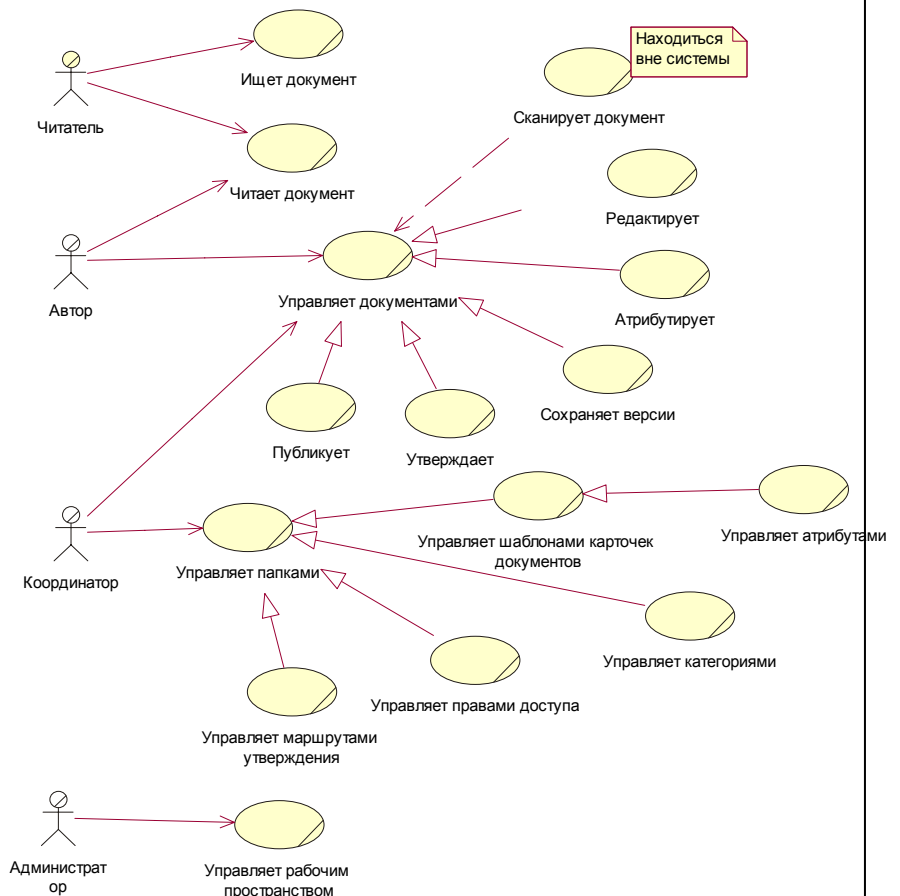 Находиться
вне системы
Ищет документ
Сканирует документ
Читатель
Читает документ
Редактирует
Автор
Управляет документами
Атрибутирует
Сохраняет версии
Публикует
Утверждает
Управляет шаблонами карточек
документов
Управляет атрибутами
Координатор
Управляет папками
Управляет категориями
Управляет правами доступа
Управляет маршрутами
утверждения
Администрат
ор
Управляет рабочим
пространством